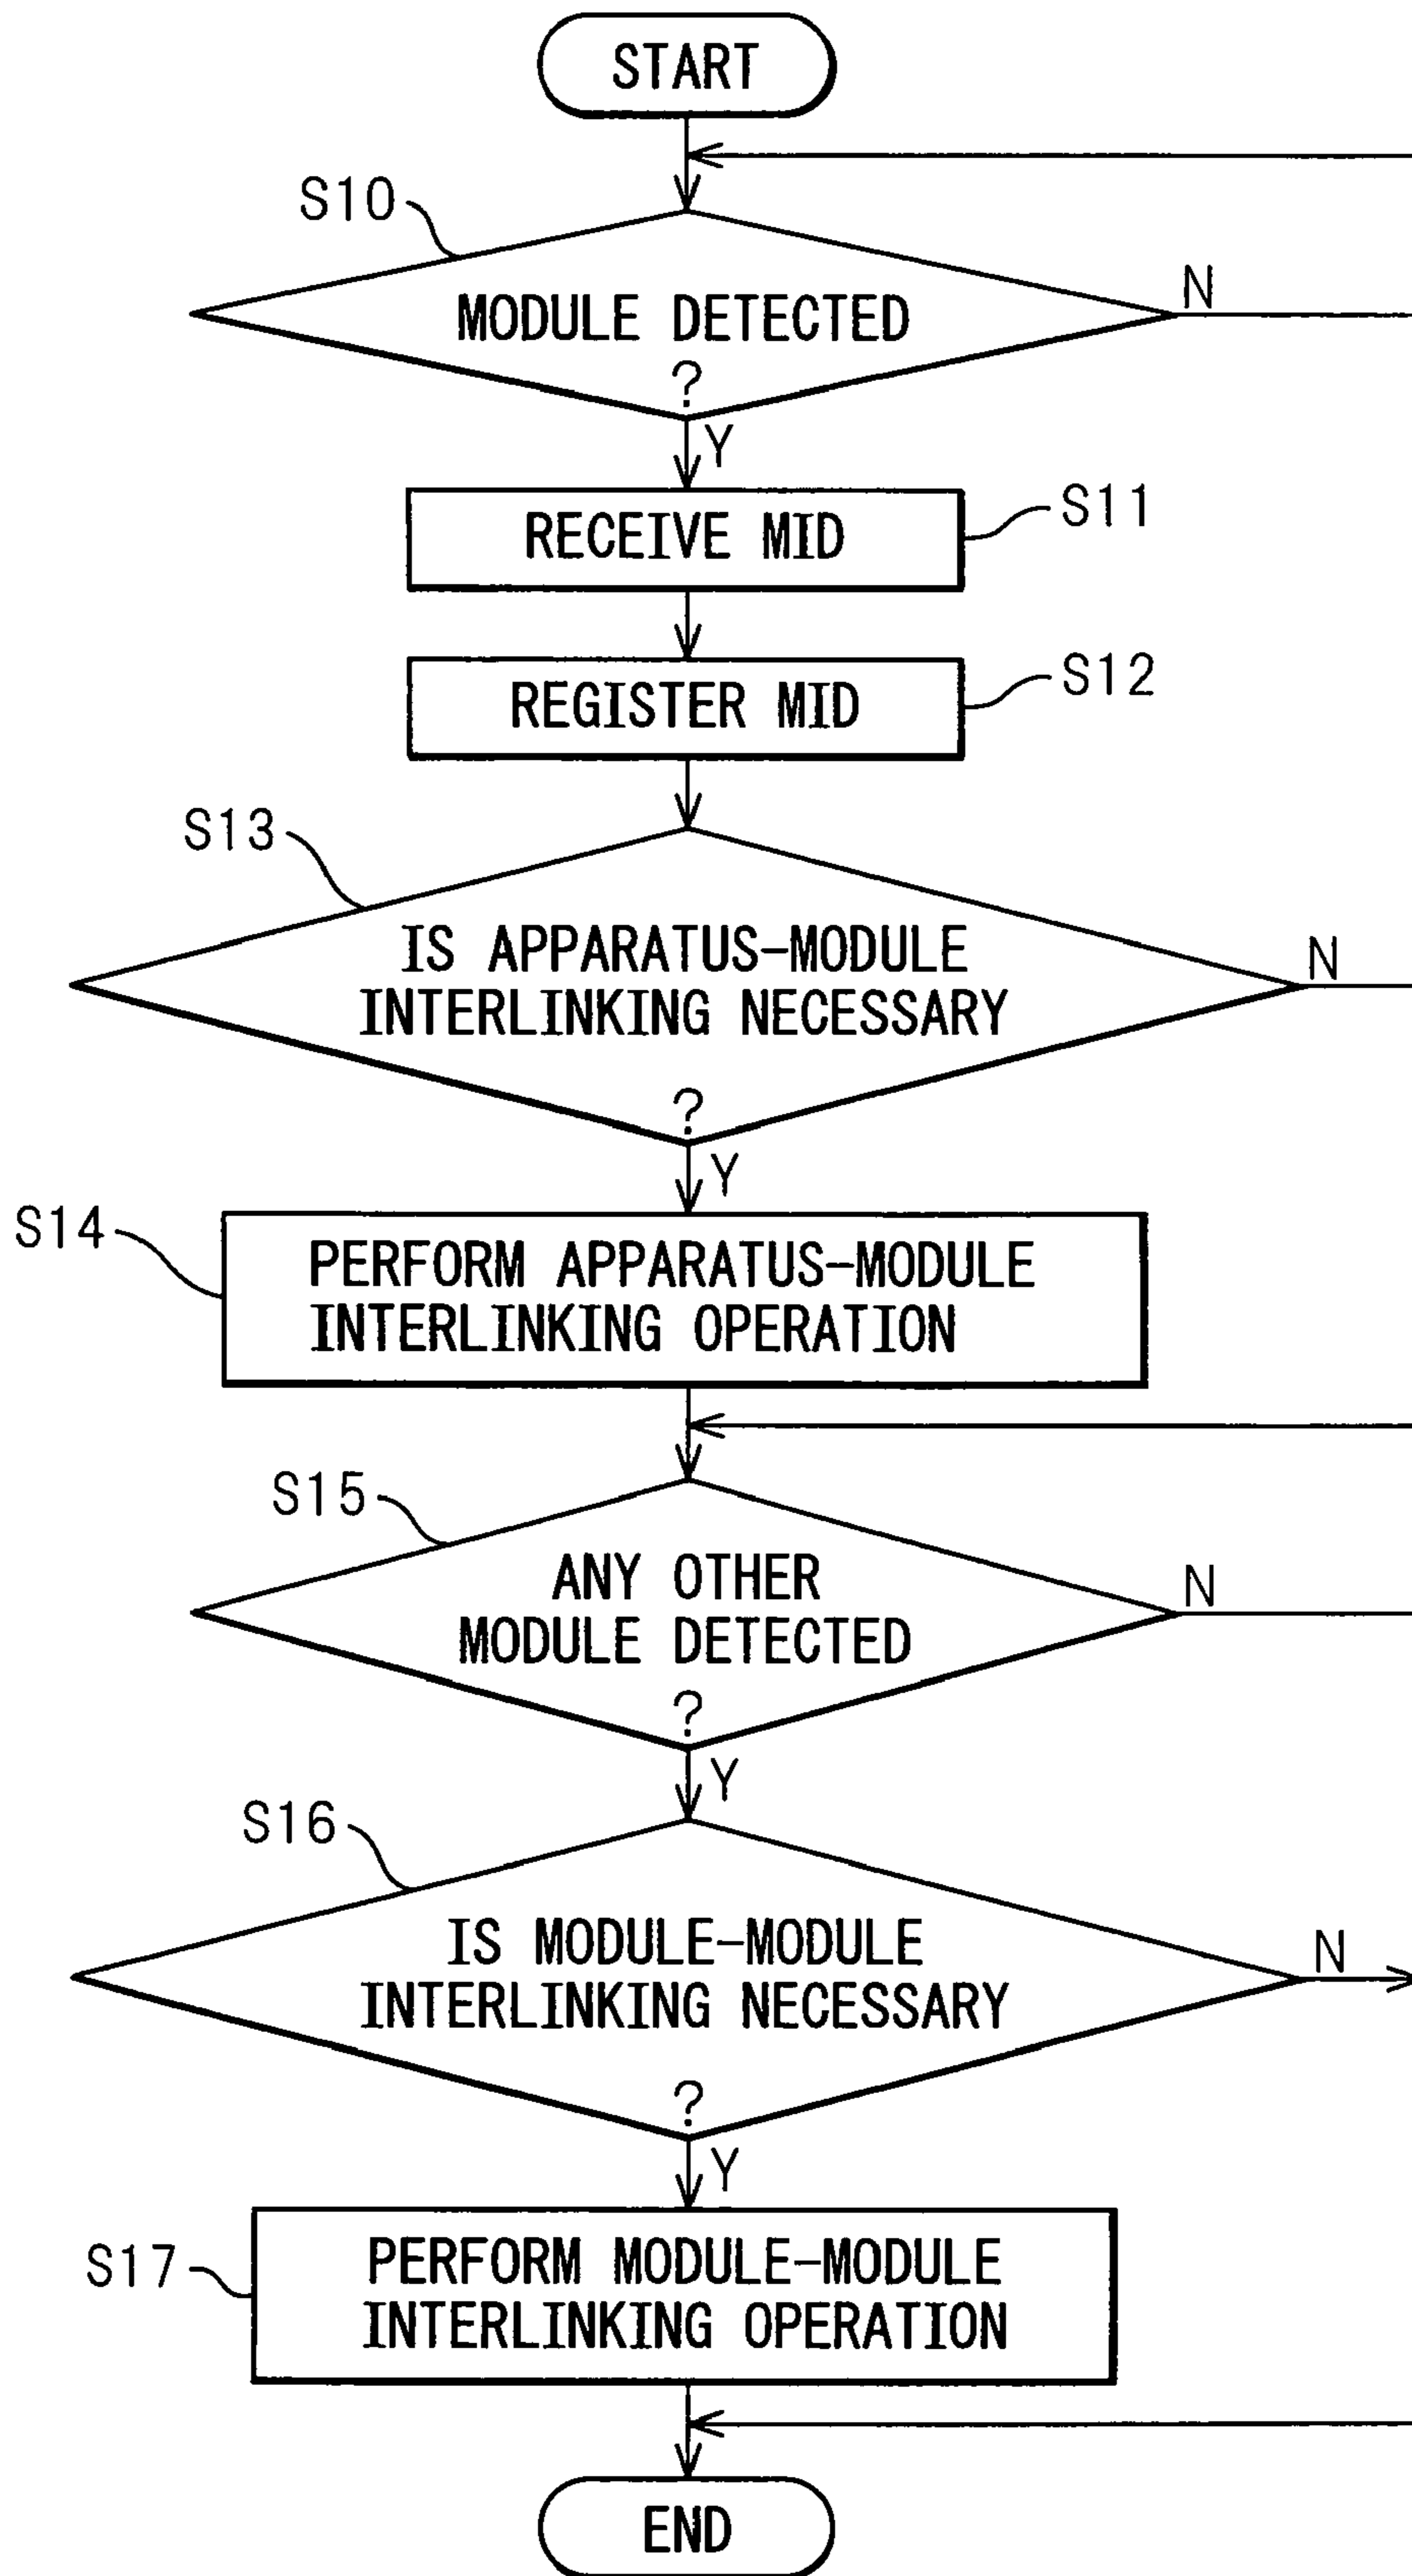 START
S10
MODULE DETECTED
N
?
Y
RECEIVE MID
S11
REGISTER MID
S12
S13
IS APPARATUS-MODULE
INTERLINKING NECESSARY
N
?
Y
S14
PERFORM APPARATUS-MODULE
INTERLINKING OPERATION
S15
ANY OTHER
MODULE DETECTED
N
?
Y
S16
IS MODULE-MODULE
INTERLINKING NECESSARY
N
?
Y
S17
PERFORM MODULE-MODULE
INTERLINKING OPERATION
END